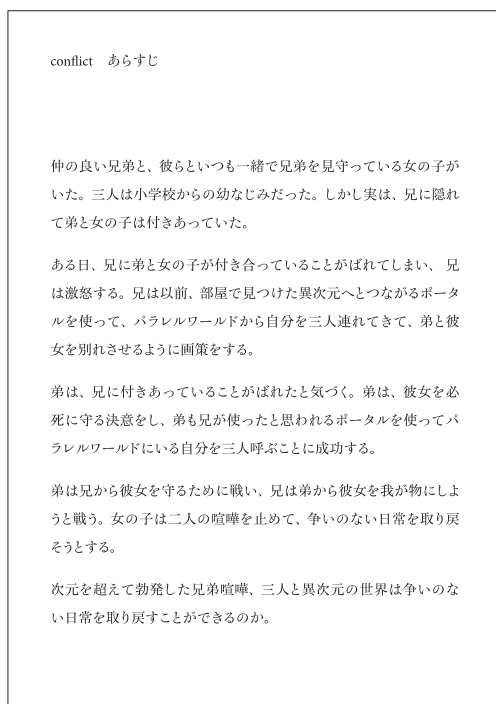 conflict　あらすじ
仲の良い兄弟と、彼らといつも一緒で兄弟を見守っている女の子が
いた。三人は小学校からの幼なじみだった。しかし実は、兄に隠れ
て弟と女の子は付きあっていた。
ある日、兄に弟と女の子が付き合っていることがばれてしまい、 兄
は激怒する。兄は以前、部屋で見つけた異次元へとつながるポータ
ルを使って、パラレルワールドから自分を三人連れてきて、弟と彼
女を別れさせるように画策をする。
弟は、兄に付きあっていることがばれたと気づく。弟は、彼女を必
死に守る決意をし、弟も兄が使ったと思われるポータルを使ってパ
ラレルワールドにいる自分を三人呼ぶことに成功する。
弟は兄から彼女を守るために戦い、兄は弟から彼女を我が物にしよ
うと戦う。女の子は二人の喧嘩を止めて、争いのない日常を取り戻
そうとする。
次元を超えて勃発した兄弟喧嘩、三人と異次元の世界は争いのな
い日常を取り戻すことができるのか。